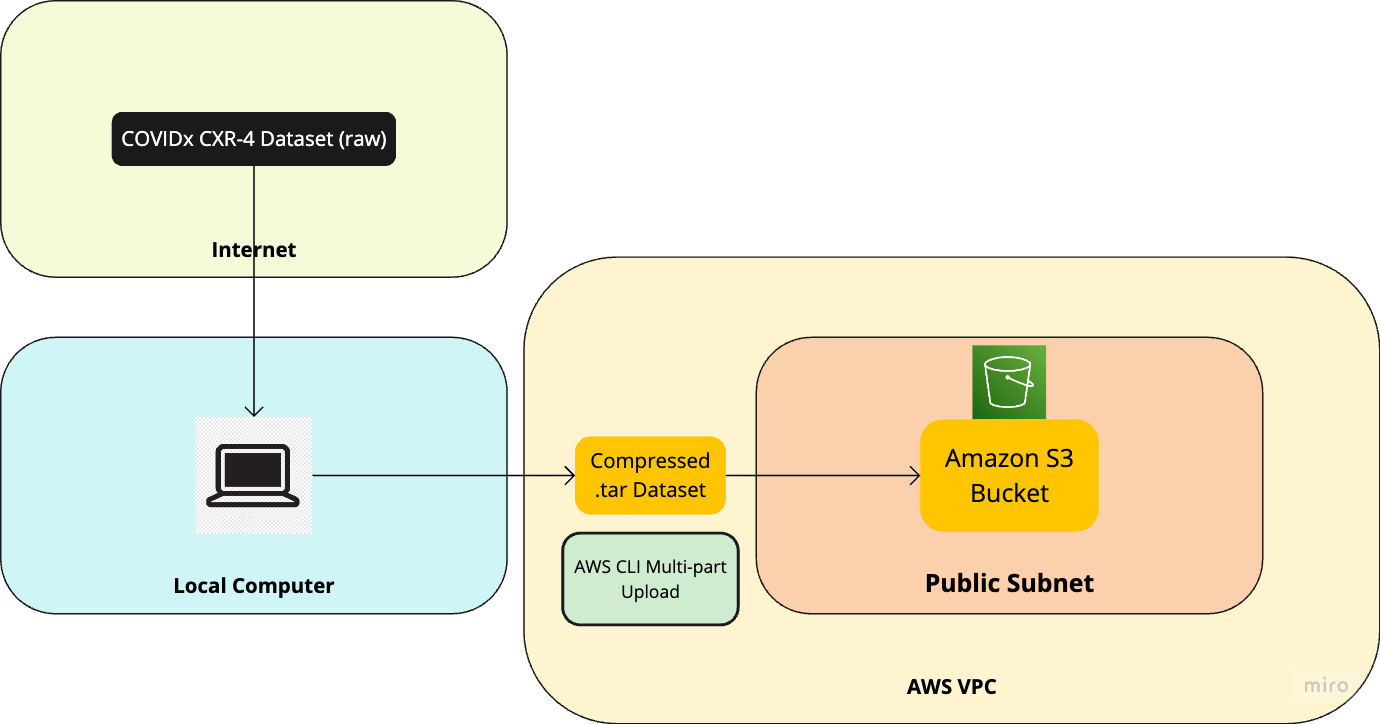 COVIDx CXR-4 Dataset (raw)
Internet
Local Computer
Compressed
.tar Dataset
AWS CLI Multi-part
Upload
Amazon S3
Bucket
Public Subnet
AWS VPC
miro